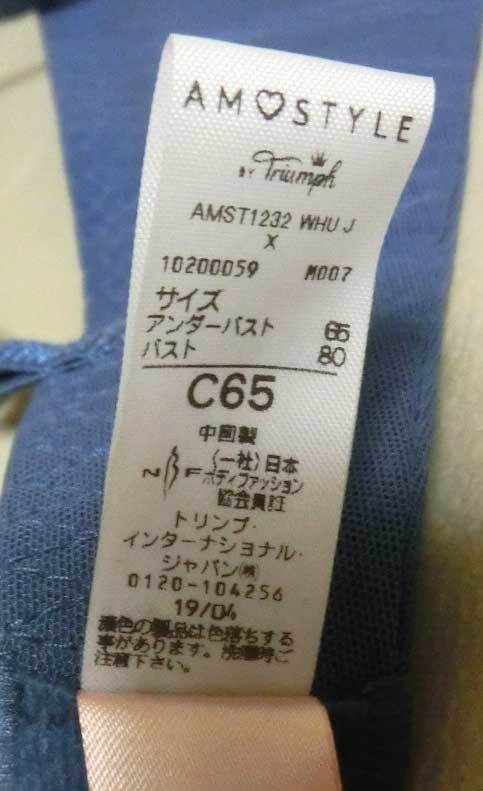 AMO♡STYLE
BY Triumph
AMST1232 WHU J
X
10200059 M007
サイズ
アンダーバスト 65
バスト 80
C65
中国製
NBF (一社)日本
ボディファッション
協会員証
トリンプ・
インターナショナル・
ジャパン㈱
0120-104256
19/04
濃色の製品は色落ちする
事があります。洗濯時ご
注意下さい。